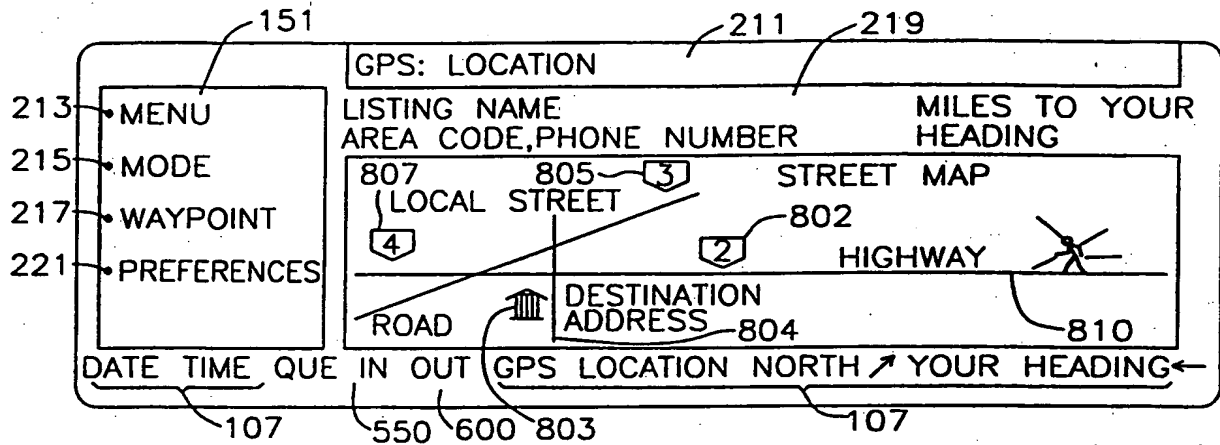 151
211
219
GPS: LOCATION
213 MENU
LISTING NAME
MILES TO YOUR
AREA CODE,PHONE NUMBER
HEADING
215 MODE
807
805
3
STREET MAP
LOCAL STREET
217 WAYPOINT
4
2
802
221 PREFERENCES
HIGHWAY
DESTINATION
ROAD
ADDRESS
804
810
DATE TIME QUE IN OUT GPS LOCATION NORTH ↗ YOUR HEADING ←
107
550
600
803
107